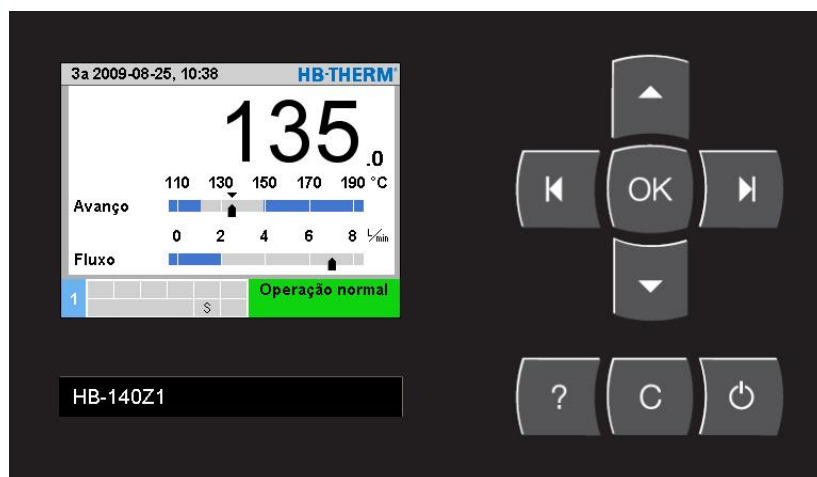 3a 2009-08-25, 10:38 HB-THERM®
135.0
110 130 150 170 190 °C
Avanço
0 2 4 6 8 L/min
Fluxo
1 S Operação normal
HB-140Z1
OK
? C